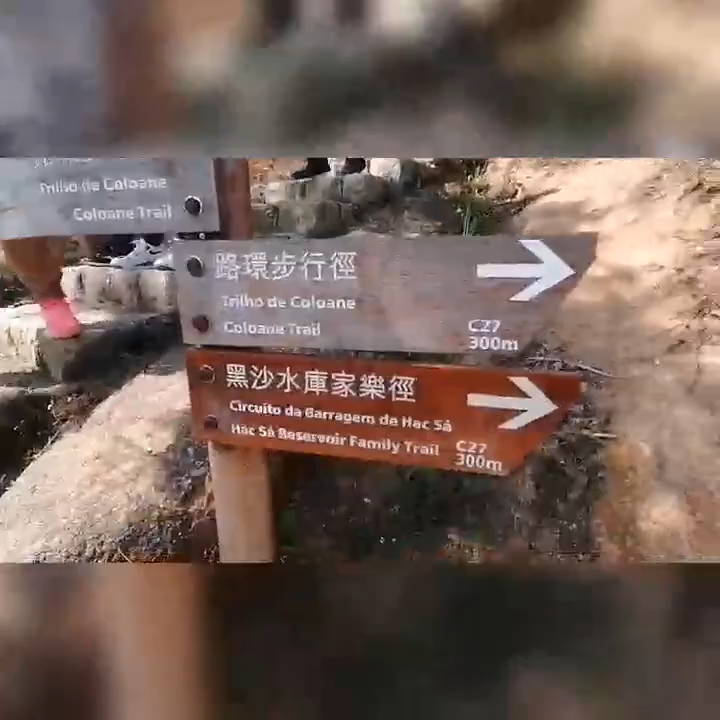 Trilho de Coloane
Coloane Trail
路環步行徑
Trilho de Coloane
Coloane Trail
C27
300m
黑沙水庫家樂徑
Circuito da Barragem de Hac Sá
Hac Sá Reservoir Family Trail
C27
300m